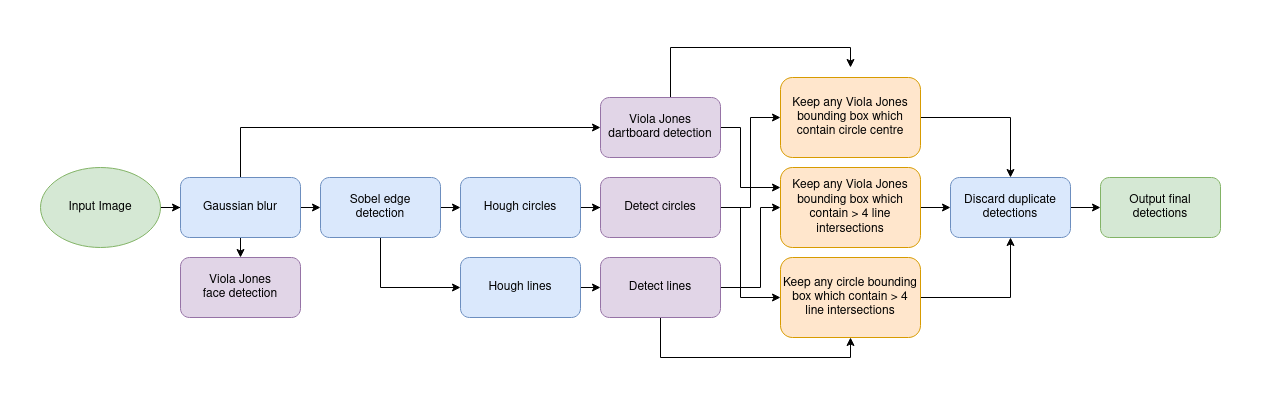 Input Image
Gaussian blur
Viola Jones
face detection
Sobel edge
detection
Hough circles
Hough lines
Viola Jones
dartboard detection
Detect circles
Detect lines
Keep any Viola Jones
bounding box which
contain circle centre
Keep any Viola Jones
bounding box which
contain > 4 line
intersections
Keep any circle bounding
box which contain > 4
line intersections
Discard duplicate
detections
Output final
detections